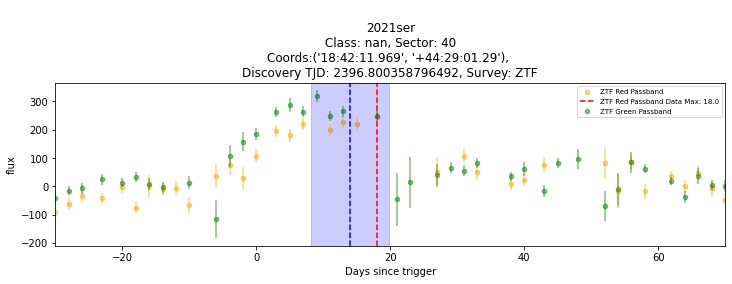 2021ser
Class: nan, Sector: 40
Coords:('18:42:11.969', '+44:29:01.29'),
Discovery TJD: 2396.800358796492, Survey: ZTF
ZTF Red Passband
ZTF Red Passband Data Max: 18.0
ZTF Green Passband
flux
300
200
100
0
−100
−200
−20
0
20
40
60
Days since trigger